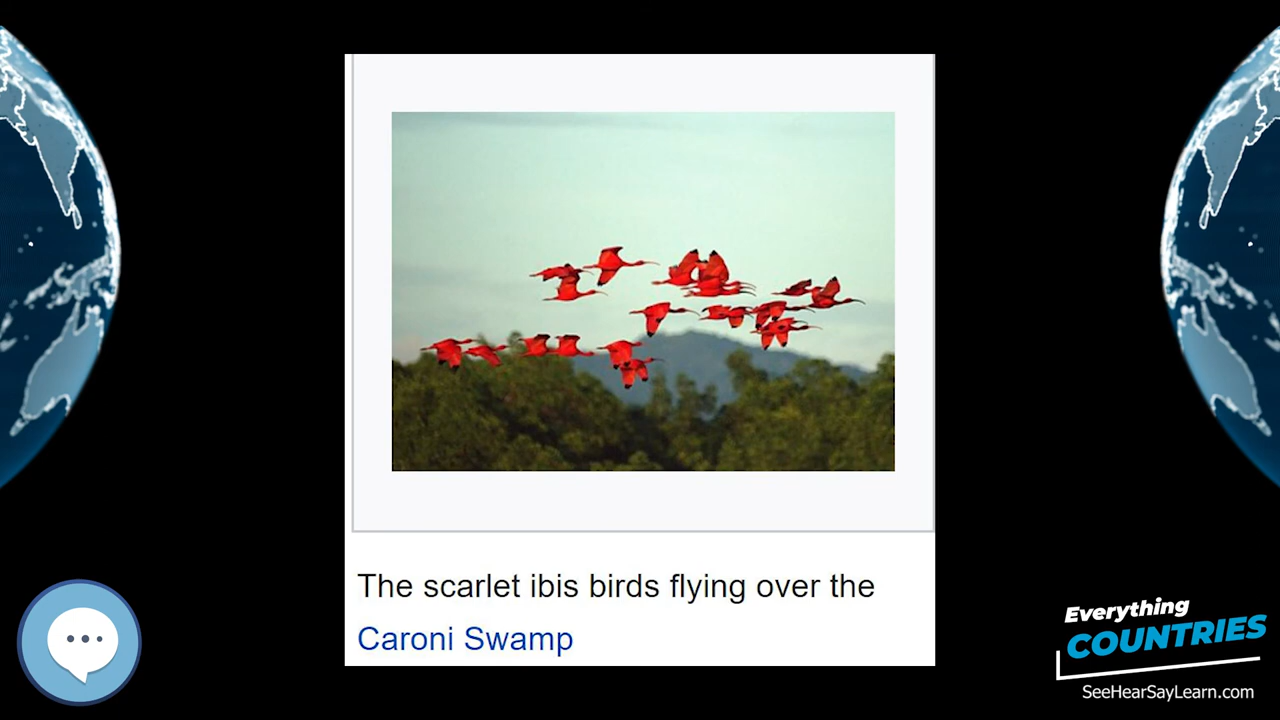 The scarlet ibis birds flying over the
Caroni Swamp
Everything
COUNTRIES
SeeHearSayLearn.com